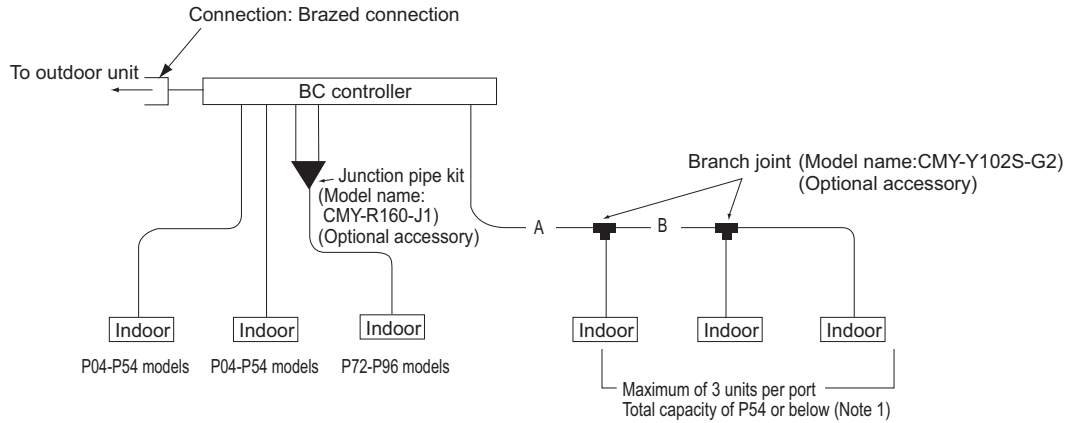 Connection: Brazed connection
To outdoor unit
BC controller
Branch joint (Model name:CMY-Y102S-G2)
(Optional accessory)
Junction pipe kit
(Model name:
CMY-R160-J1)
(Optional accessory)
A
B
Indoor
Indoor
Indoor
Indoor
Indoor
Indoor
P04-P54 models
P04-P54 models
P72-P96 models
Maximum of 3 units per port
Total capacity of P54 or below (Note 1)